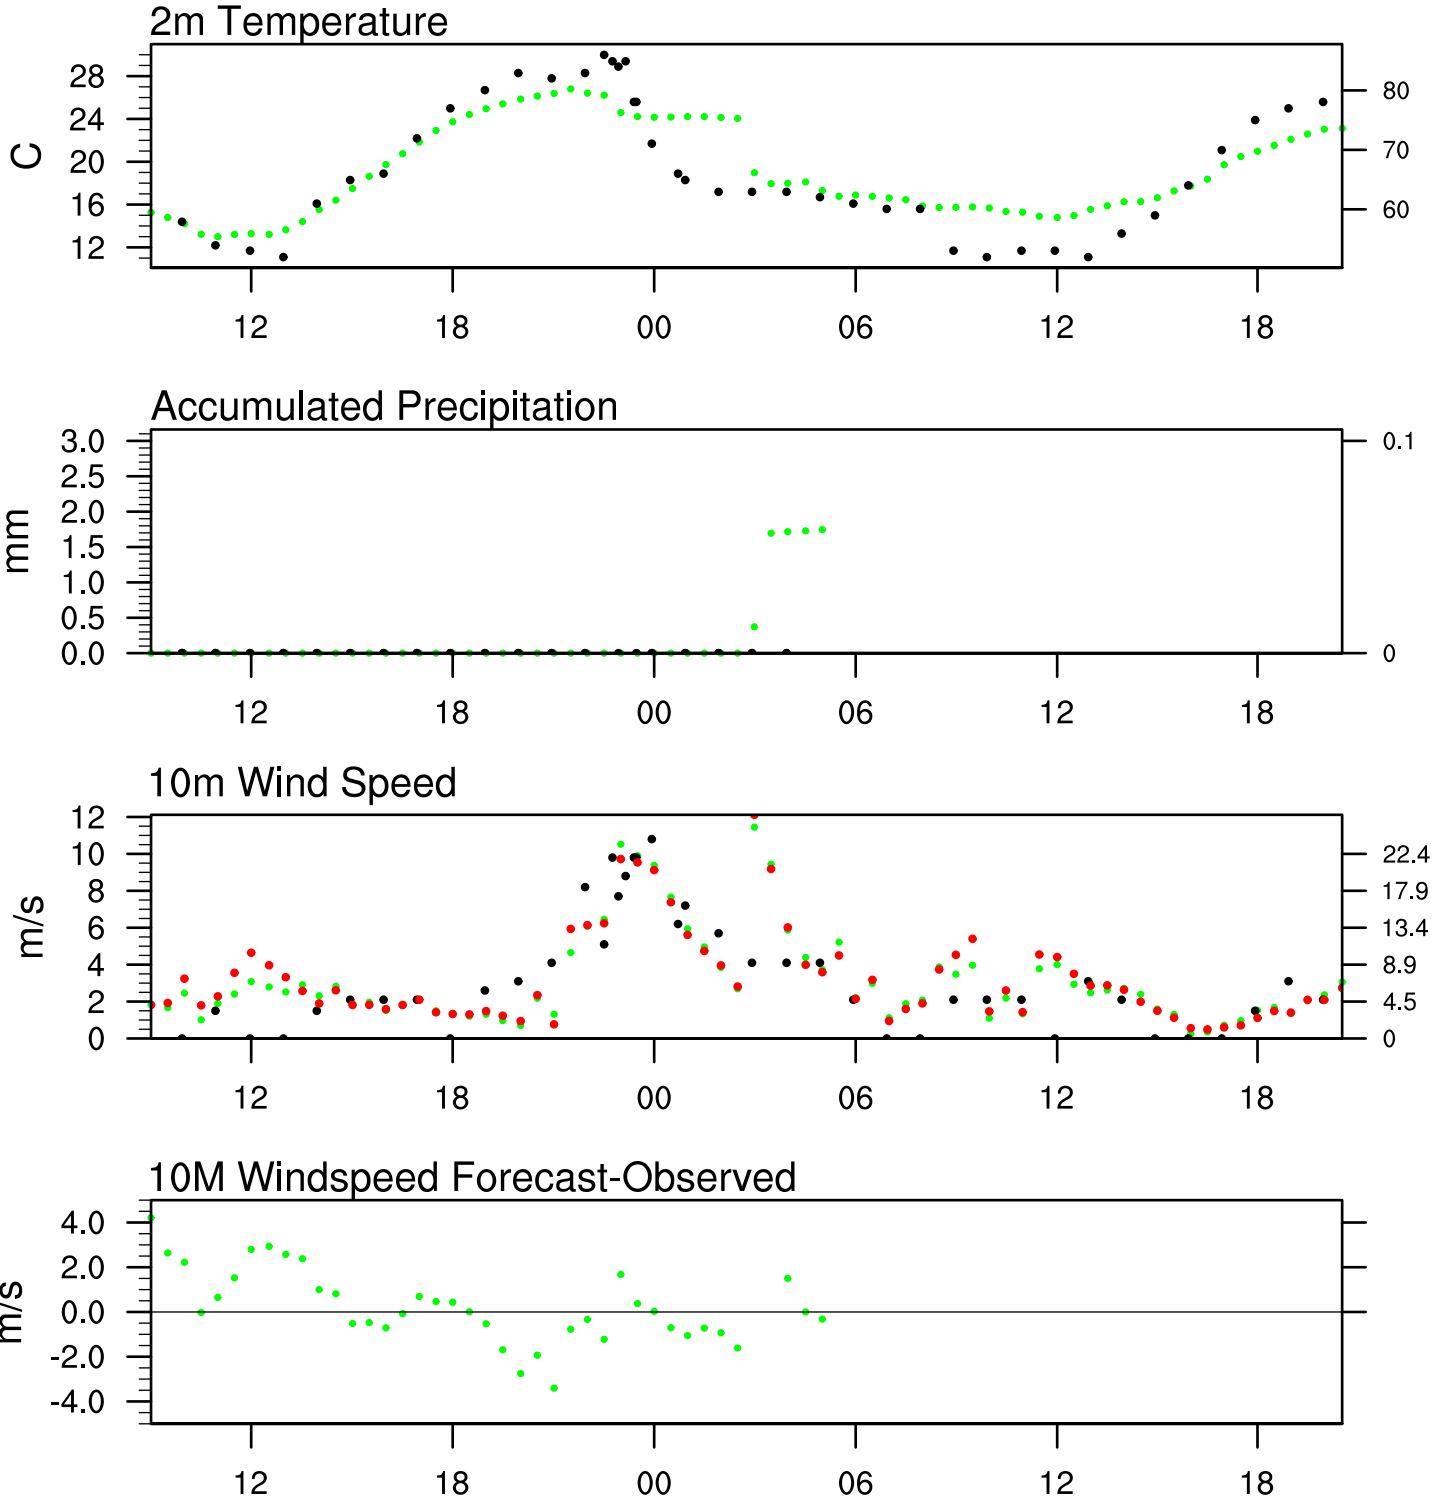 2m Temperature
28
24
20
16
12
C
80
70
60
12 18 00 06 12 18
Accumulated Precipitation
3.0
2.5
2.0
1.5
1.0
0.5
0.0
mm
0.1
0
12 18 00 06 12 18
10m Wind Speed
12
10
8
6
4
2
0
m/s
22.4
17.9
13.4
8.9
4.5
0
12 18 00 06 12 18
10M Windspeed Forecast-Observed
4.0
2.0
0.0
-2.0
-4.0
m/s
12 18 00 06 12 18